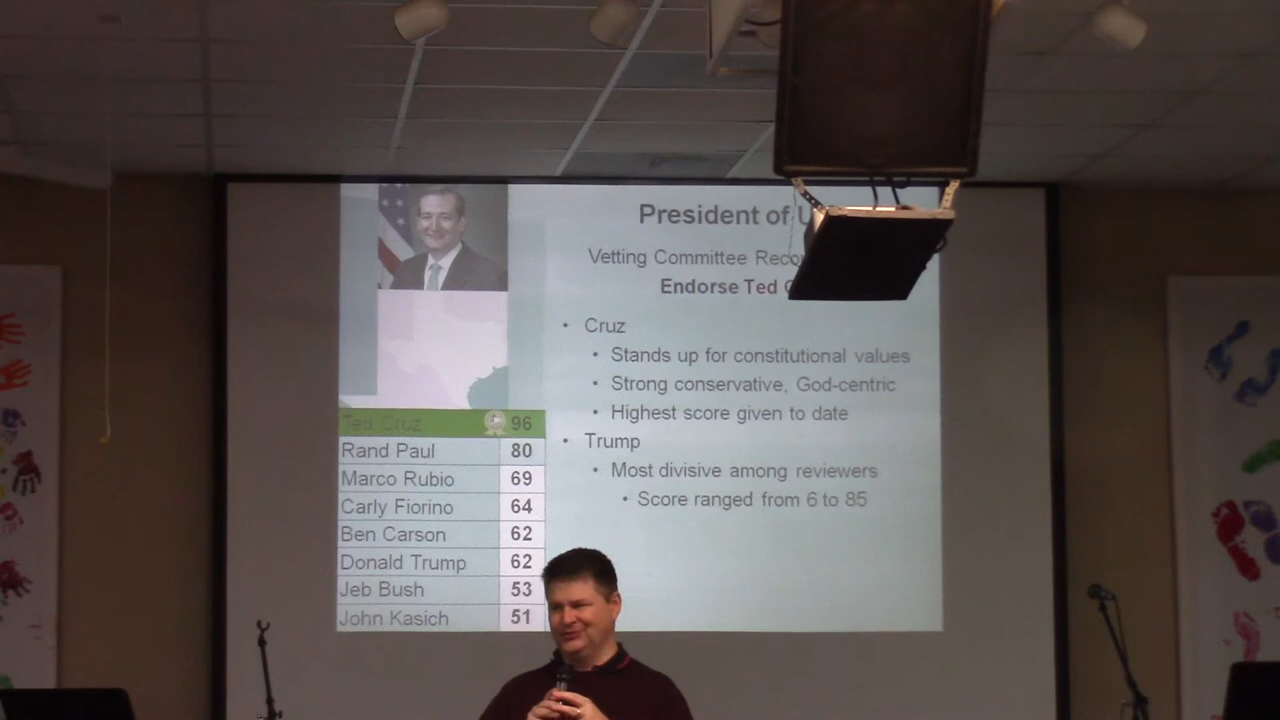 President of U
Vetting Committee
Endorse Ted
• Cruz
• Stands up for constitutional values
• Strong conservative, God-centric
• Highest score given to date
• Trump
• Most divisive among reviewers
• Score ranged from 6 to 85
Ted Cruz 96
Rand Paul 80
Marco Rubio 69
Carly Fiorino 64
Ben Carson 62
Donald Trump 62
Jeb Bush 53
John Kasich 51